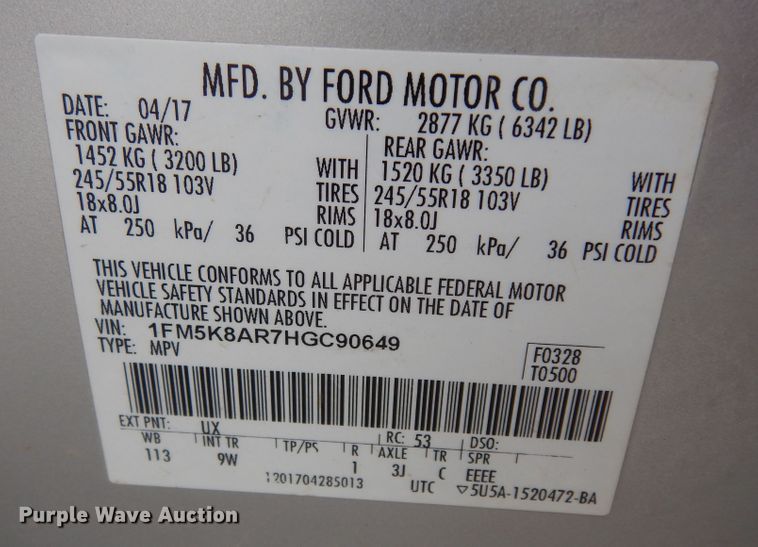 MFD. BY FORD MOTOR CO.
DATE: 04/17 GVWR: 2877 KG ( 6342 LB)
FRONT GAWR: REAR GAWR:
1452 KG ( 3200 LB) WITH 1520 KG ( 3350 LB) WITH
245/55R18 103V TIRES 245/55R18 103V TIRES
18x8.0J RIMS 18x8.0J RIMS
AT 250 kPa/ 36 PSI COLD AT 250 kPa/ 36 PSI COLD
THIS VEHICLE CONFORMS TO ALL APPLICABLE FEDERAL MOTOR
VEHICLE SAFETY STANDARDS IN EFFECT ON THE DATE OF
MANUFACTURE SHOWN ABOVE.
VIN: 1FM5K8AR7HGC90649
TYPE: MPV
F0328
T0500
EXT PNT: UX RC: 53 DSO:
WB INT TR TP/PS R AXLE TR SPR
113 9W 1 3J C EEEE
1201704285013 UTC ▽5U5A-1520472-BA
Purple Wave Auction